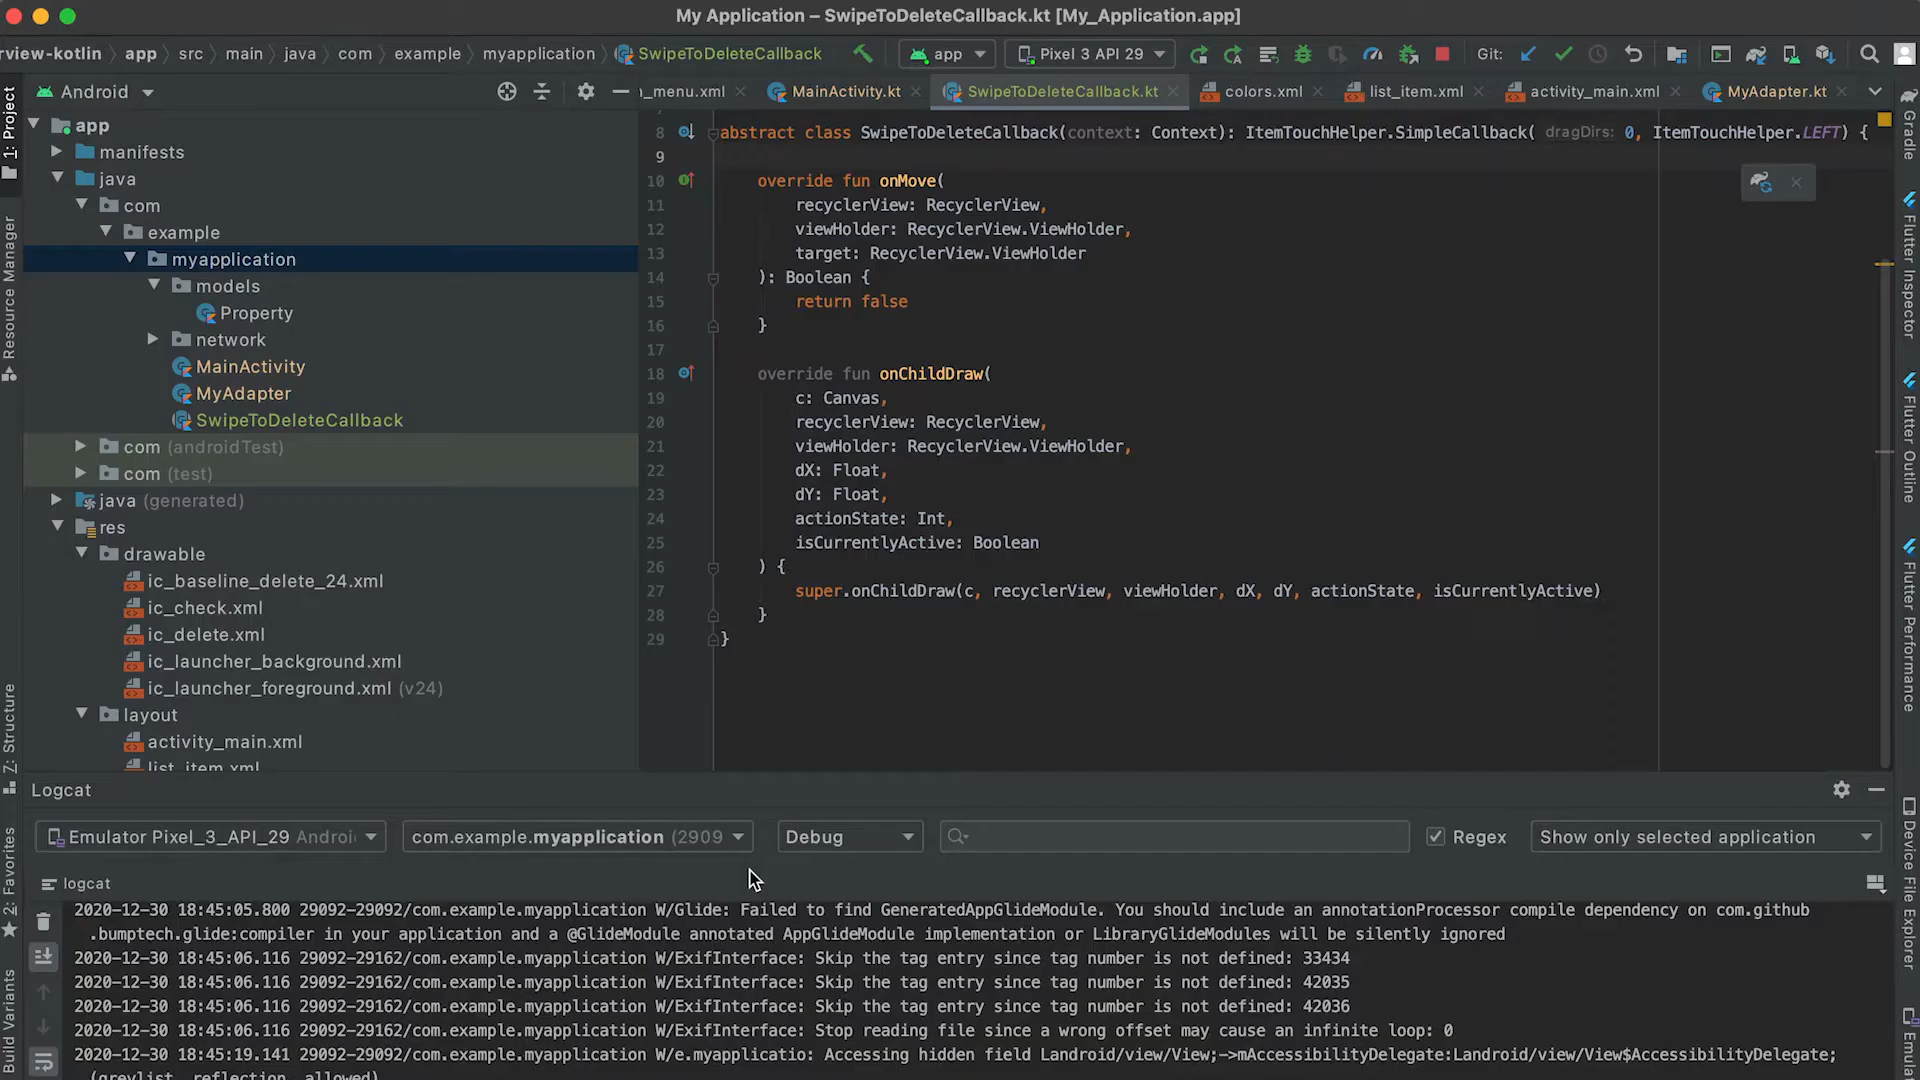 My Application – SwipeToDeleteCallback.kt [My_Application.app]
rview-kotlin app src main java com example myapplication SwipeToDeleteCallback app Pixel 3 API 29 Git:
Android
_menu.xml MainActivity.kt SwipeToDeleteCallback.kt colors.xml list_item.xml activity_main.xml MyAdapter.kt
1: Project
Resource Manager
Z: Structure
2: Favorites
Build Variants
app
manifests
java
com
example
myapplication
models
Property
network
MainActivity
MyAdapter
SwipeToDeleteCallback
com (androidTest)
com (test)
java (generated)
res
drawable
ic_baseline_delete_24.xml
ic_check.xml
ic_delete.xml
ic_launcher_background.xml
ic_launcher_foreground.xml (v24)
layout
activity_main.xml
list_item.xml
8 abstract class SwipeToDeleteCallback(context: Context): ItemTouchHelper.SimpleCallback( dragDirs: 0, ItemTouchHelper.LEFT) {
9
10 override fun onMove(
11 recyclerView: RecyclerView,
12 viewHolder: RecyclerView.ViewHolder,
13 target: RecyclerView.ViewHolder
14 ): Boolean {
15 return false
16 }
17
18 override fun onChildDraw(
19 c: Canvas,
20 recyclerView: RecyclerView,
21 viewHolder: RecyclerView.ViewHolder,
22 dX: Float,
23 dY: Float,
24 actionState: Int,
25 isCurrentlyActive: Boolean
26 ) {
27 super.onChildDraw(c, recyclerView, viewHolder, dX, dY, actionState, isCurrentlyActive)
28 }
29 }
Gradle
Flutter Inspector
Flutter Outline
Flutter Performance
Device File Explorer
Emulat
Logcat
Emulator Pixel_3_API_29 Androi com.example.myapplication (2909 Debug Regex Show only selected application
logcat
2020-12-30 18:45:05.800 29092-29092/com.example.myapplication W/Glide: Failed to find GeneratedAppGlideModule. You should include an annotationProcessor compile dependency on com.github
.bumptech.glide:compiler in your application and a @GlideModule annotated AppGlideModule implementation or LibraryGlideModules will be silently ignored
2020-12-30 18:45:06.116 29092-29162/com.example.myapplication W/ExifInterface: Skip the tag entry since tag number is not defined: 33434
2020-12-30 18:45:06.116 29092-29162/com.example.myapplication W/ExifInterface: Skip the tag entry since tag number is not defined: 42035
2020-12-30 18:45:06.116 29092-29162/com.example.myapplication W/ExifInterface: Skip the tag entry since tag number is not defined: 42036
2020-12-30 18:45:06.116 29092-29162/com.example.myapplication W/ExifInterface: Stop reading file since a wrong offset may cause an infinite loop: 0
2020-12-30 18:45:19.141 29092-29092/com.example.myapplication W/e.myapplicatio: Accessing hidden field Landroid/view/View;->mAccessibilityDelegate:Landroid/view/View$AccessibilityDelegate;
(greylist, reflection, allowed)